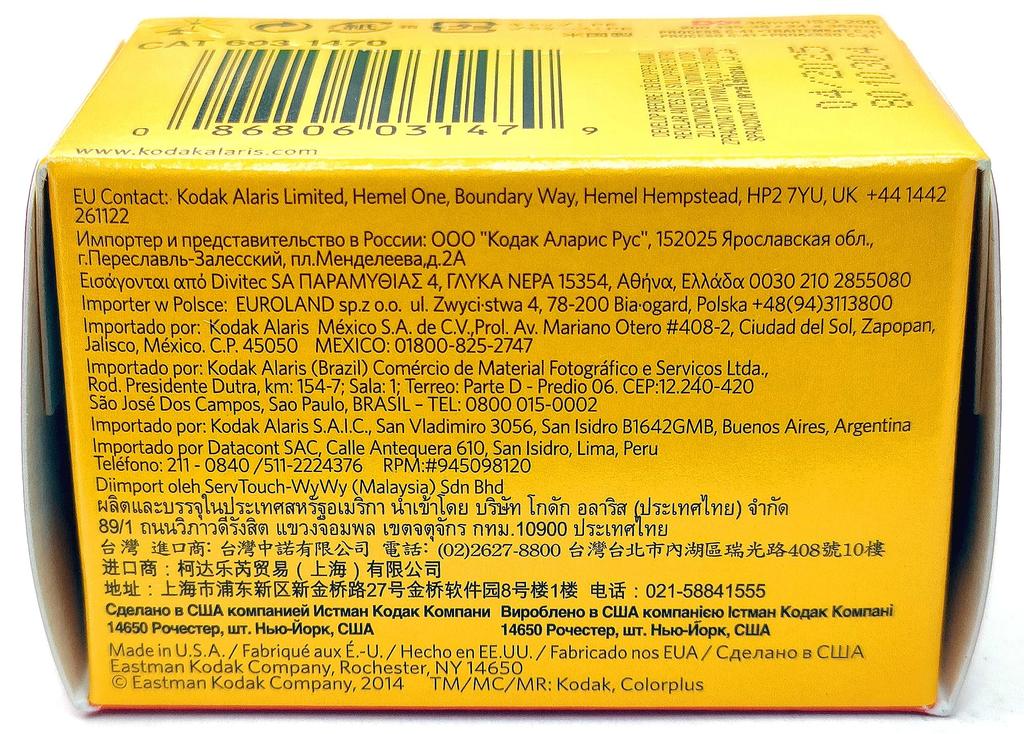 CAT 603 1470
0 86806 03147 9
www.kodakalaris.com
35mm ISO 200
DEVELOP BEFORE
04/2025
EU Contact: Kodak Alaris Limited, Hemel One, Boundary Way, Hemel Hempstead, HP2 7YU, UK +44 1442
261122
Импортер и представительство в России: ООО "Кодак Аларис Рус", 152025 Ярославская обл.,
г.Переславль-Залесский, пл.Менделеева,д.2А
Εισάγονται από Divitec SA ΠΑΡΑΜΥΘΙΑΣ 4, ΓΛΥΚΑ ΝΕΡΑ 15354, Αθήνα, Ελλάδα 0030 210 2855080
Importer w Polsce: EUROLAND sp.z o.o. ul. Zwyci·stwa 4, 78-200 Bia·ogard, Polska +48(94)3113800
Importado por: Kodak Alaris México S.A. de C.V.,Prol. Av. Mariano Otero #408-2, Ciudad del Sol, Zapopan,
Jalisco, México. C.P. 45050 MEXICO: 01800-825-2747
Importado por: Kodak Alaris (Brazil) Comércio de Material Fotográfico e Servicos Ltda.,
Rod. Presidente Dutra, km: 154-7; Sala: 1; Terreo: Parte D - Predio 06. CEP:12.240-420
São José Dos Campos, Sao Paulo, BRASIL – TEL: 0800 015-0002
Importado por: Kodak Alaris S.A.I.C., San Vladimiro 3056, San Isidro B1642GMB, Buenos Aires, Argentina
Importado por Datacont SAC, Calle Antequera 610, San Isidro, Lima, Peru
Teléfono: 211 - 0840 /511-2224376 RPM:#945098120
Diimport oleh ServTouch-WyWy (Malaysia) Sdn Bhd
ผลิตและบรรจุในประเทศสหรัฐอเมริกา นำเข้าโดย บริษัท โกดัก อลาริส (ประเทศไทย) จำกัด
89/1 ถนนวิภาวดีรังสิต แขวงจอมพล เขตจตุจักร กทม.10900 ประเทศไทย
台灣 進口商: 台灣中諾有限公司 電話: (02)2627-8800 台灣台北市內湖區瑞光路408號10樓
进口商：柯达乐芮贸易（上海）有限公司
地址：上海市浦东新区新金桥路27号金桥软件园8号楼1楼 电话：021-58841555
Сделано в США компанией Истман Кодак Компани Вироблено в США компанією Істман Кодак Компані
14650 Рочестер, шт. Нью-Йорк, США 14650 Рочестер, шт. Нью-Йорк, США
Made in U.S.A. / Fabriqué aux É.-U. / Hecho en EE.UU. / Fabricado nos EUA / Сделано в США
Eastman Kodak Company, Rochester, NY 14650
© Eastman Kodak Company, 2014 TM/MC/MR: Kodak, Colorplus